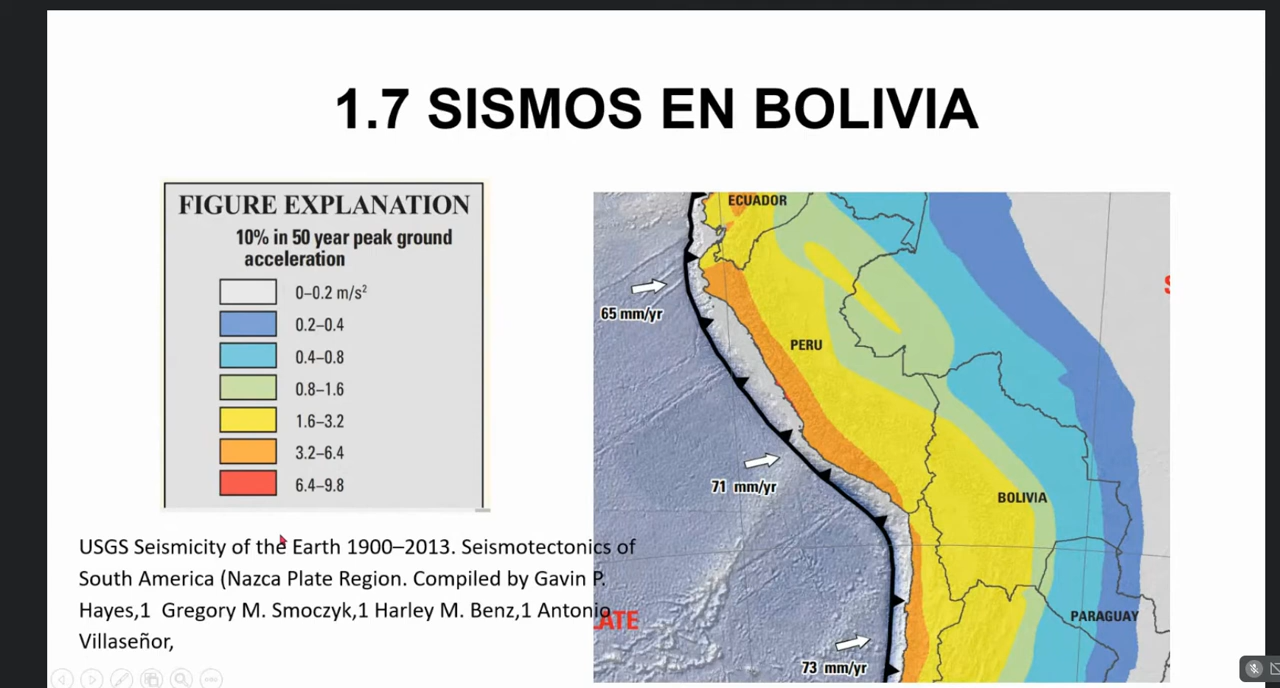 1.7 SISMOS EN BOLIVIA
FIGURE EXPLANATION
10% in 50 year peak ground
acceleration
0–0.2 m/s²
0.2–0.4
0.4–0.8
0.8–1.6
1.6–3.2
3.2–6.4
6.4–9.8
USGS Seismicity of the Earth 1900–2013. Seismotectonics of
South America (Nazca Plate Region. Compiled by Gavin P.
Hayes,1 Gregory M. Smoczyk,1 Harley M. Benz,1 Antonio
Villaseñor,
ECUADOR
65 mm/yr
PERU
71 mm/yr
BOLIVIA
PARAGUAY
ATE
73 mm/yr